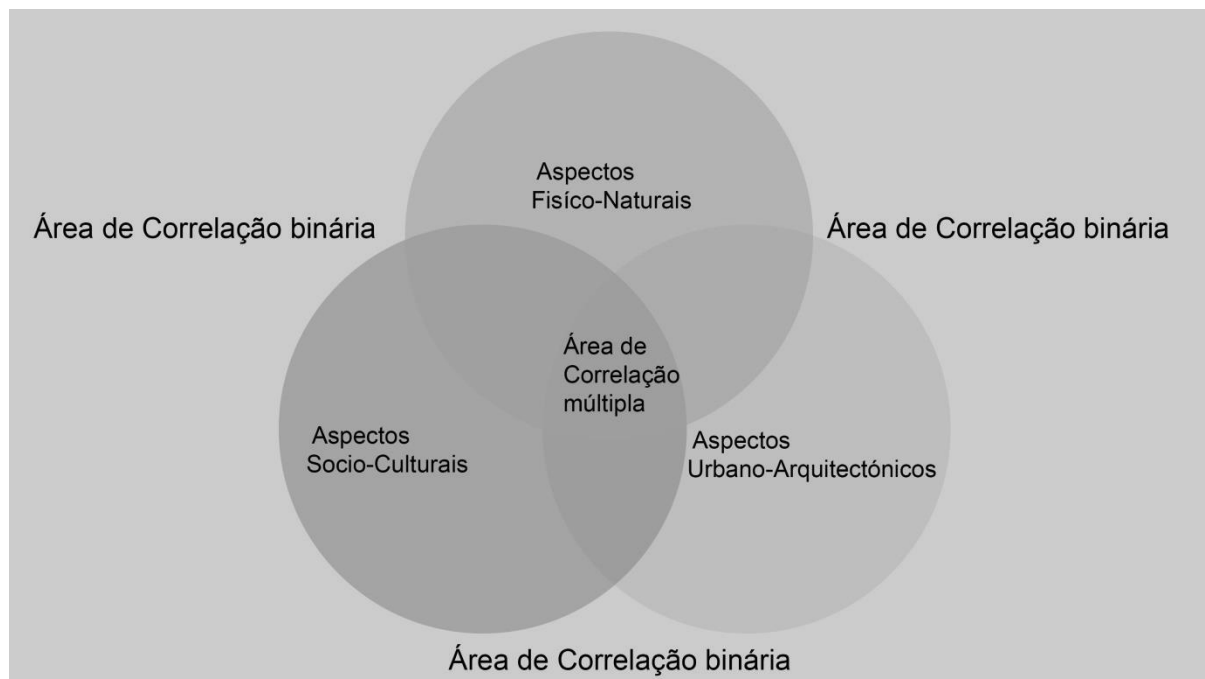 Aspectos
Fisíco-Naturais
Área de Correlação binária
Área de Correlação binária
Área de
Correlação
múltipla
Aspectos
Socio-Culturais
Aspectos
Urbano-Arquitectónicos
Área de Correlação binária